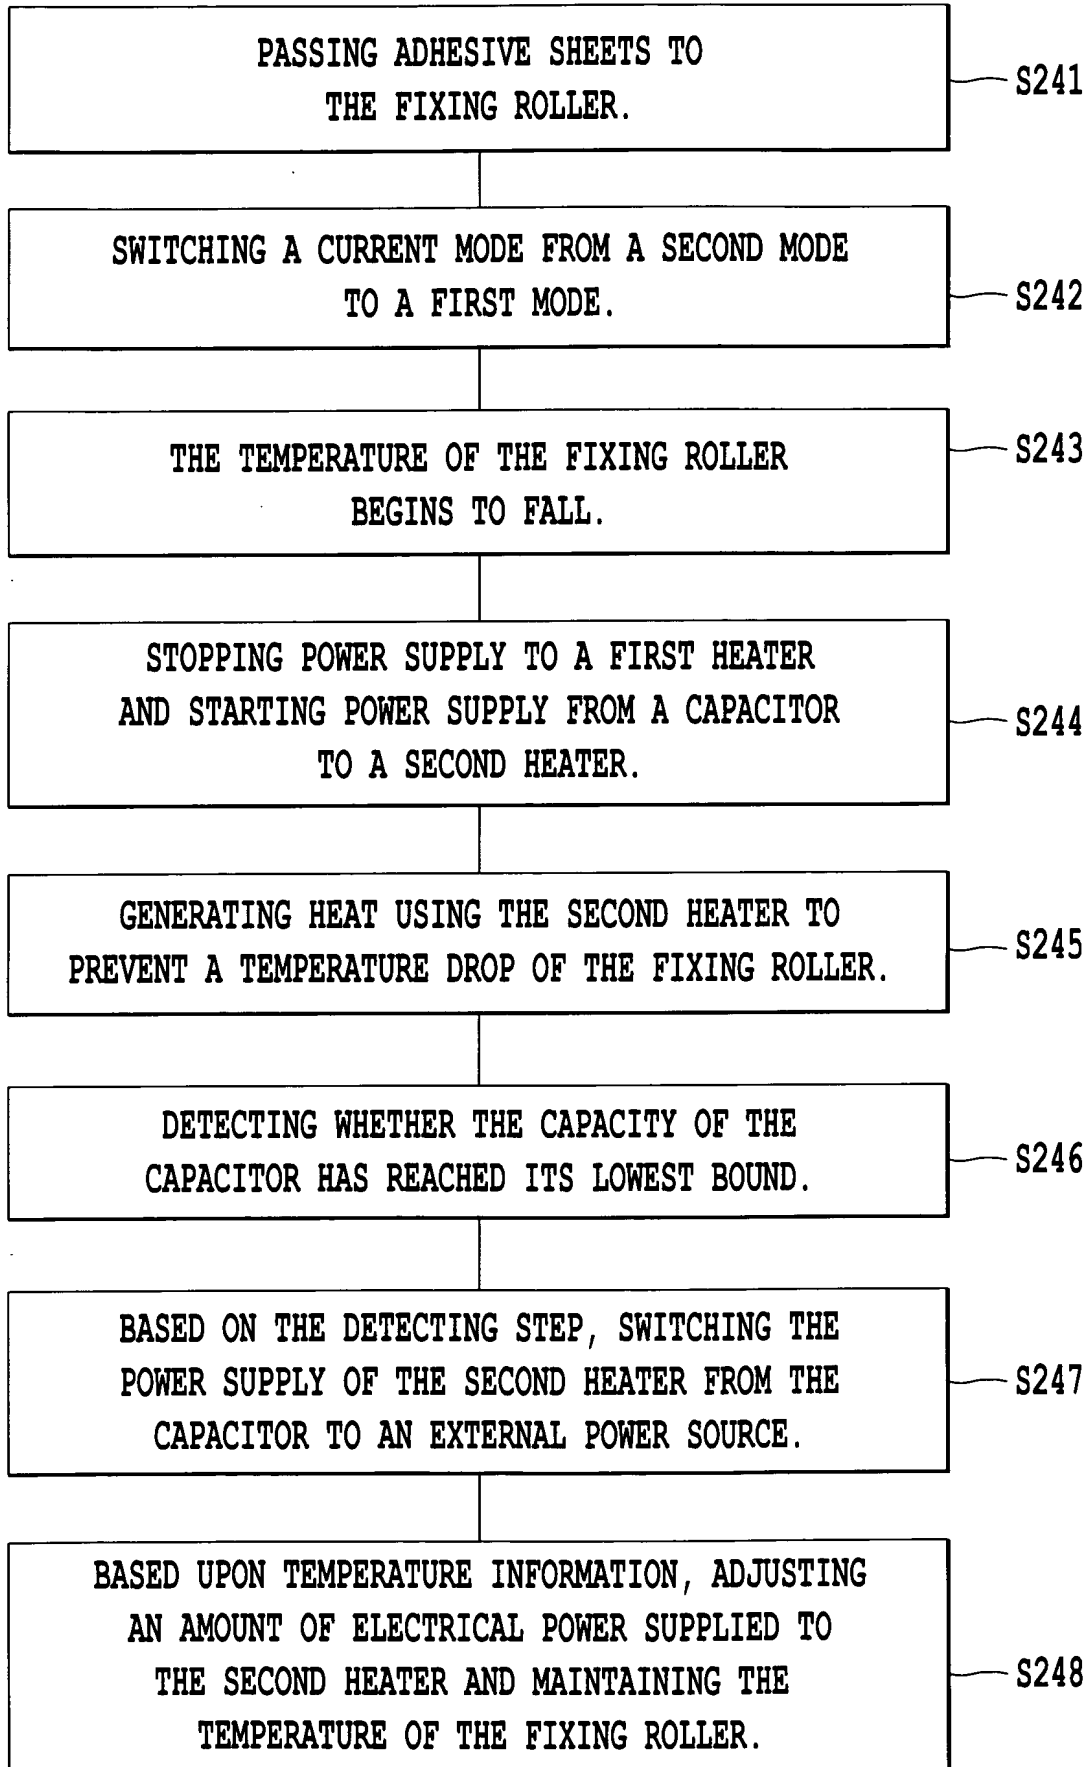 PASSING ADHESIVE SHEETS TO
THE FIXING ROLLER.
S241
SWITCHING A CURRENT MODE FROM A SECOND MODE
TO A FIRST MODE.
S242
THE TEMPERATURE OF THE FIXING ROLLER
BEGINS TO FALL.
S243
STOPPING POWER SUPPLY TO A FIRST HEATER
AND STARTING POWER SUPPLY FROM A CAPACITOR
TO A SECOND HEATER.
S244
GENERATING HEAT USING THE SECOND HEATER TO
PREVENT A TEMPERATURE DROP OF THE FIXING ROLLER.
S245
DETECTING WHETHER THE CAPACITY OF THE
CAPACITOR HAS REACHED ITS LOWEST BOUND.
S246
BASED ON THE DETECTING STEP, SWITCHING THE
POWER SUPPLY OF THE SECOND HEATER FROM THE
CAPACITOR TO AN EXTERNAL POWER SOURCE.
S247
BASED UPON TEMPERATURE INFORMATION, ADJUSTING
AN AMOUNT OF ELECTRICAL POWER SUPPLIED TO
THE SECOND HEATER AND MAINTAINING THE
TEMPERATURE OF THE FIXING ROLLER.
S248